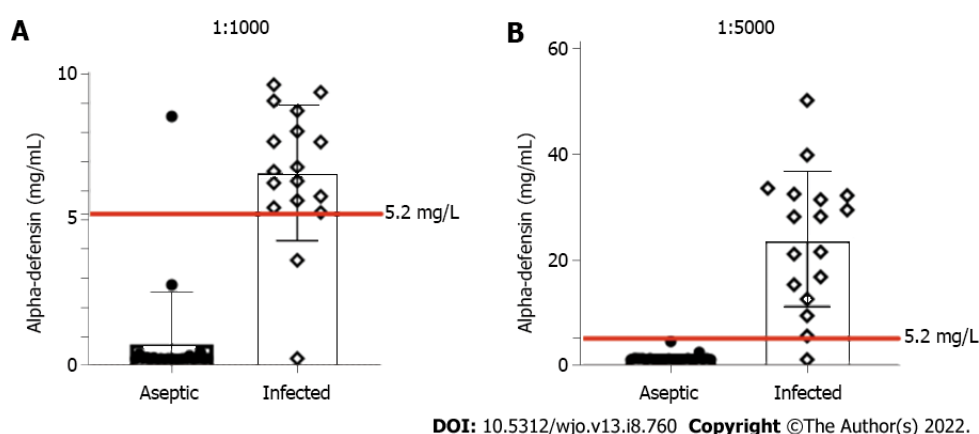 A
1:1000
Alpha-defensin (mg/mL)
10
5
0
5.2 mg/L
Aseptic
Infected
B
1:5000
Alpha-defensin (mg/mL)
60
40
20
0
5.2 mg/L
Aseptic
Infected
DOI: 10.5312/wjo.v13.i8.760 Copyright ©The Author(s) 2022.